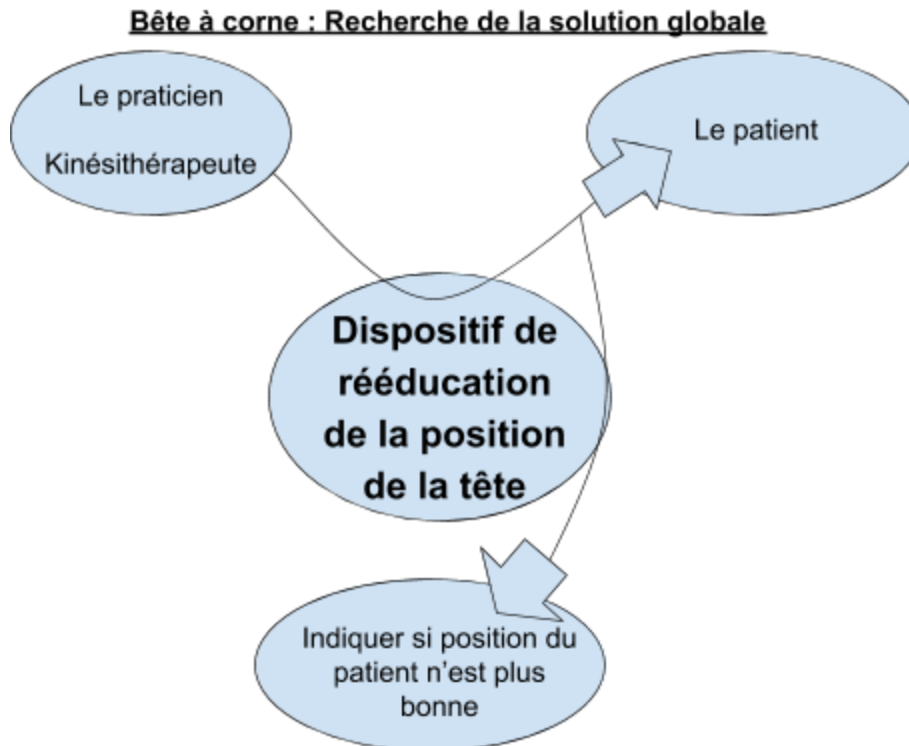 Bête à corne : Recherche de la solution globale
Le praticien
Kinésithérapeute
Le patient
Dispositif de
rééducation
de la position
de la tête
Indiquer si position du
patient n'est plus
bonne